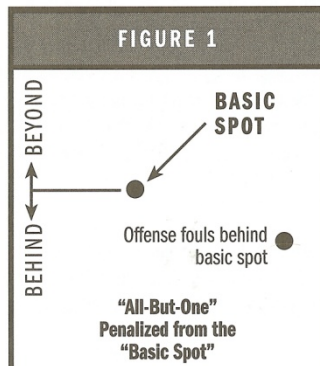 FIGURE 1
BEYOND
BEHIND
BASIC
SPOT
Offense fouls behind
basic spot
“All-But-One”
Penalized from the
“Basic Spot”